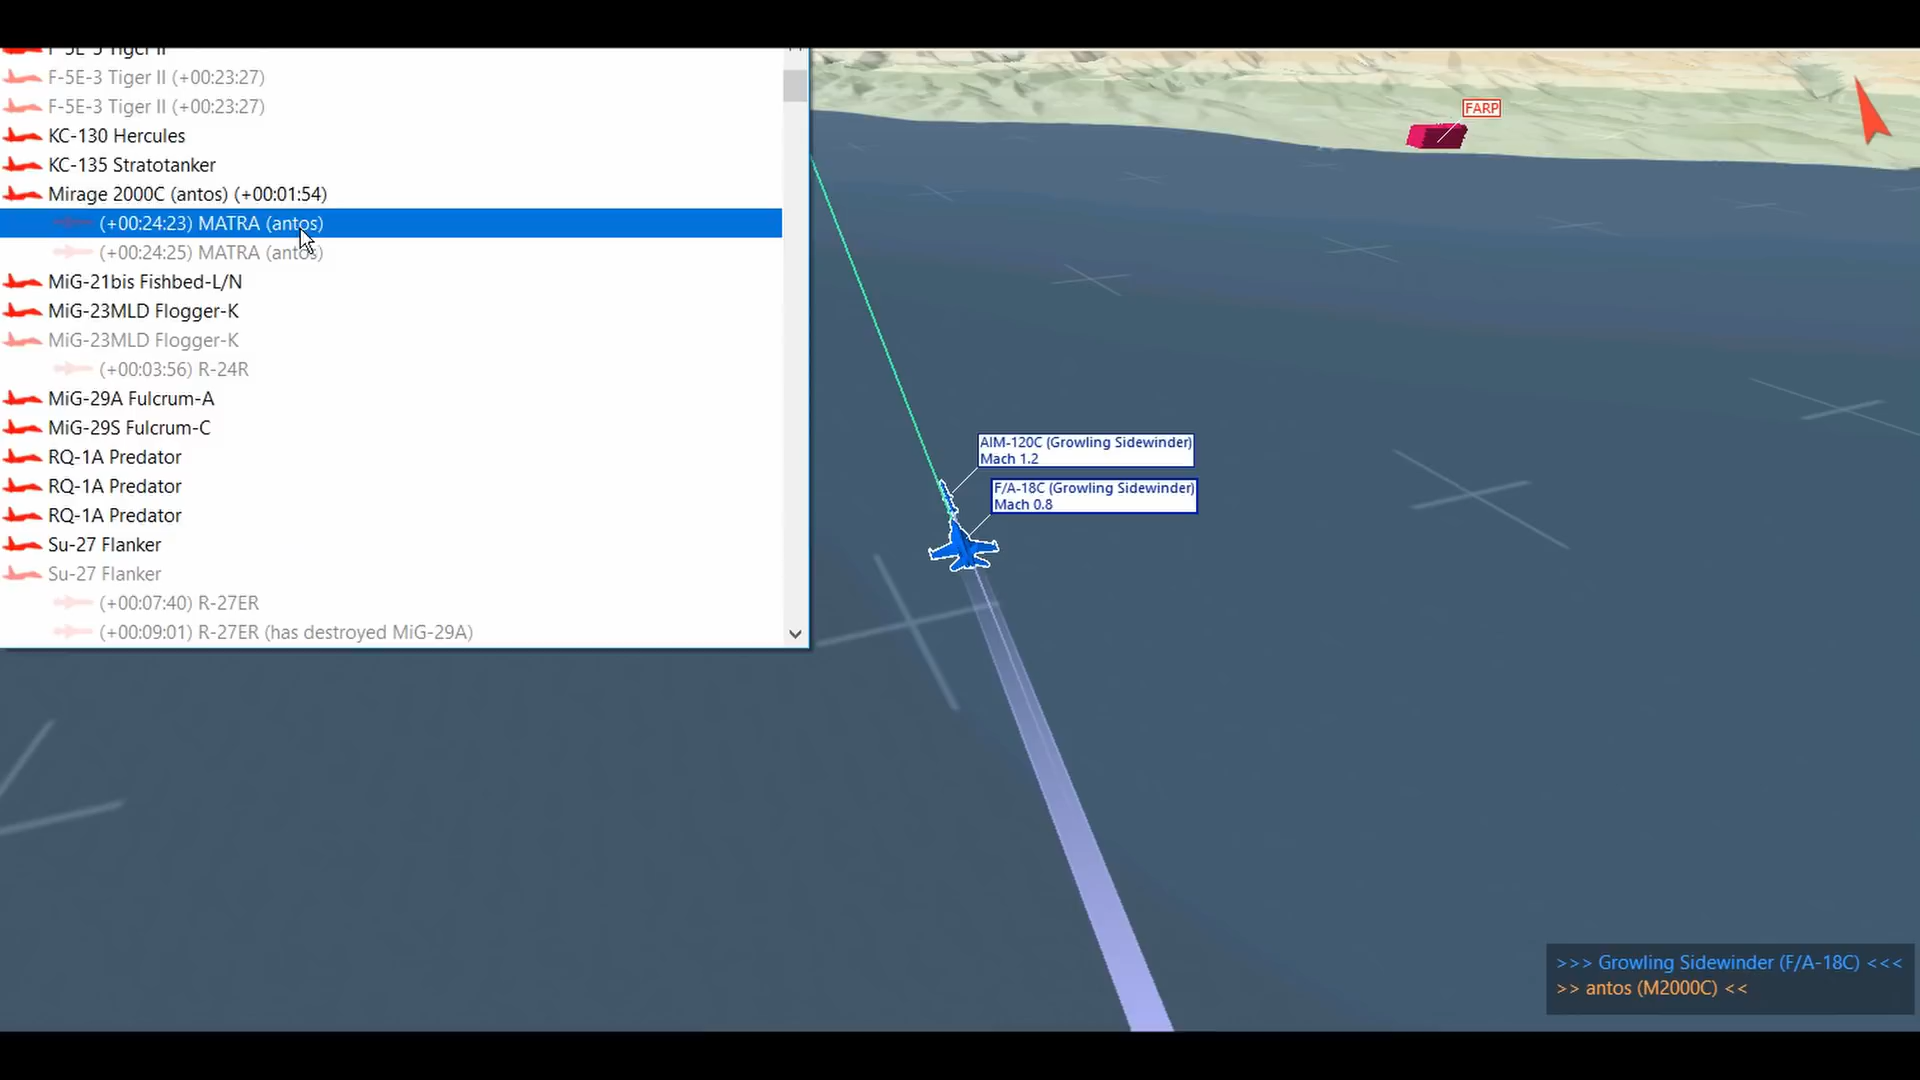 F-5E-3 Tiger II
F-5E-3 Tiger II (+00:23:27)
F-5E-3 Tiger II (+00:23:27)
KC-130 Hercules
KC-135 Stratotanker
Mirage 2000C (antos) (+00:01:54)
(+00:24:23) MATRA (antos)
(+00:24:25) MATRA (antos)
MiG-21bis Fishbed-L/N
MiG-23MLD Flogger-K
MiG-23MLD Flogger-K
(+00:03:56) R-24R
MiG-29A Fulcrum-A
MiG-29S Fulcrum-C
RQ-1A Predator
RQ-1A Predator
RQ-1A Predator
Su-27 Flanker
Su-27 Flanker
(+00:07:40) R-27ER
(+00:09:01) R-27ER (has destroyed MiG-29A)
FARP
AIM-120C (Growling Sidewinder)
Mach 1.2
F/A-18C (Growling Sidewinder)
Mach 0.8
>>> Growling Sidewinder (F/A-18C) <<<
>> antos (M2000C) <<